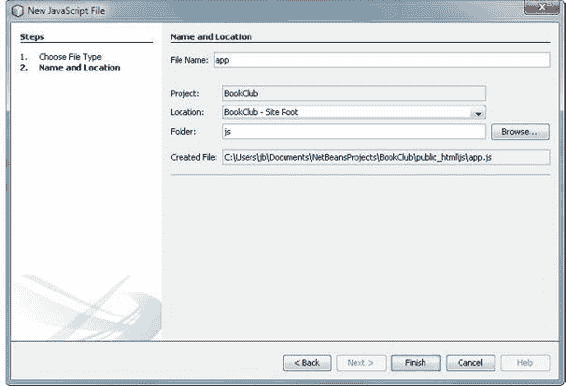 New JavaScript File
Steps
1. Choose File Type
2. Name and Location
Name and Location
File Name: app
Project: BookClub
Location: BookClub - Site Foot
Folder: js Browse...
Created File: C:\Users\jb\Documents\NetBeansProjects\BookClub\public_html\js\app.js
< Back Next > Finish Cancel Help